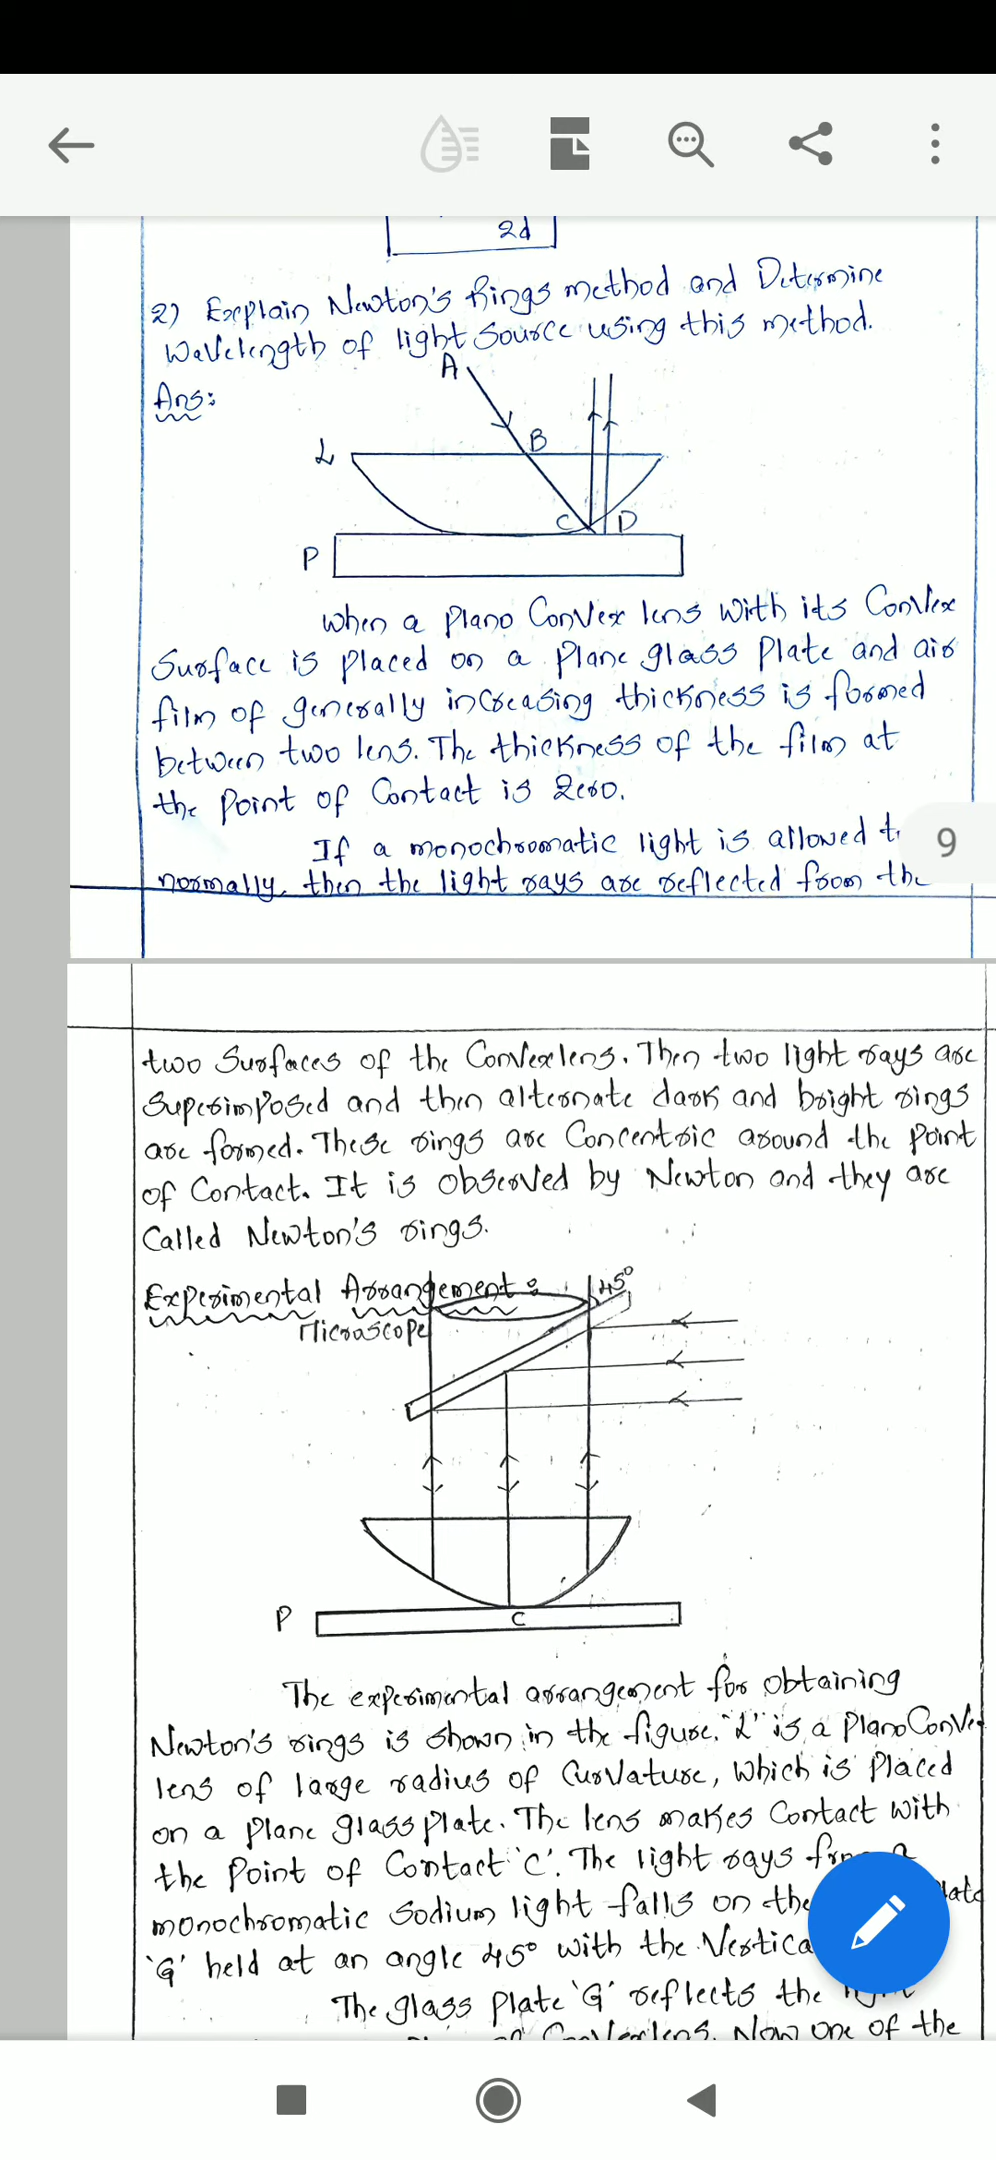 2d
2) Explain Newton's Rings method and Determine
Wavelength of light Source using this method.
Ans:
A
B
L
C D
P
when a Plano Convex lens with its Convex
Surface is placed on a Plane glass Plate and air
film of generally increasing thickness is formed
between two lens. The thickness of the film at
the Point of Contact is Zero.
If a monochromatic light is allowed
9
normally, then the light rays are reflected from the
two Surfaces of the Convexlens. Then two light rays are
Superimposed and then alternate dark and bright rings
are formed. These rings are Concentric around the Point
of Contact. It is observed by Newton and they are
Called Newton's rings.
Experimental Arrangement:
45°
Microscope
P
C
The experimental arrangement for obtaining
Newton's rings is shown in the figure. "L" is a Plano
lens of large radius of Curvature, which is Placed
on a Plane glass plate. The lens makes Contact with
the Point of Contact 'C'. The light rays
monochromatic Sodium light falls on the
'G' held at an angle 45° with the
The glass Plate 'G' reflects the
Now one of the